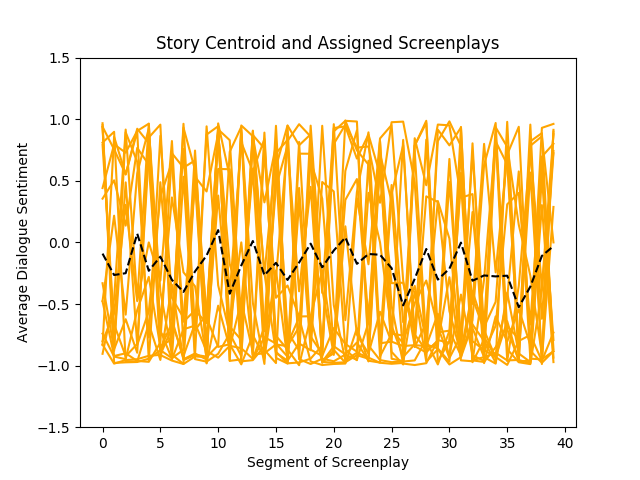 Story Centroid and Assigned Screenplays
Average Dialogue Sentiment
1.5
1.0
0.5
0.0
−0.5
−1.0
−1.5
0 5 10 15 20 25 30 35 40
Segment of Screenplay